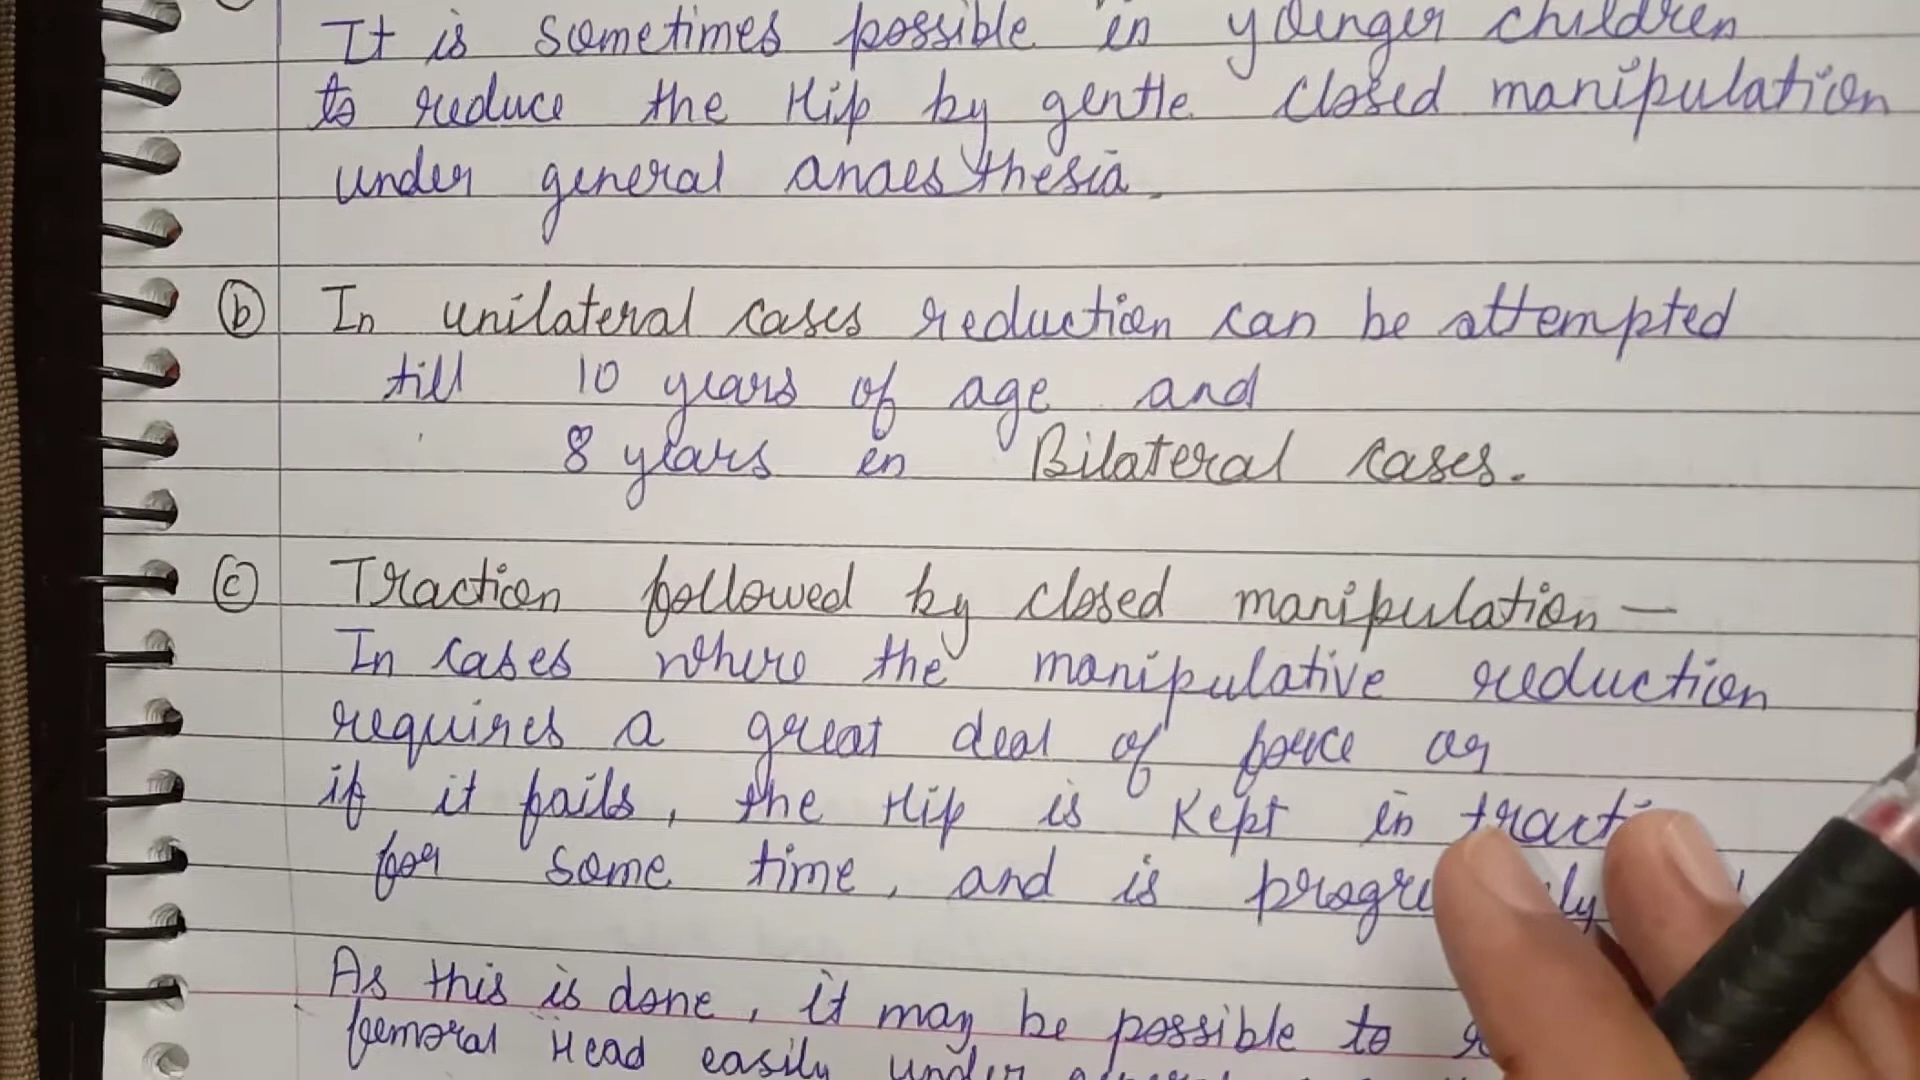 It is sometimes possible in younger children
to reduce the Hip by gentle closed manipulation
under general anaesthesia.
(b) In unilateral cases reduction can be attempted
till 10 years of age and
8 years in Bilateral cases.
(c) Traction followed by closed manipulation –
In cases where the manipulative reduction
requires a great deal of force or
if it fails, the Hip is Kept in tract
for some time, and is
As this is done, it may be possible to
femoral Head easily under